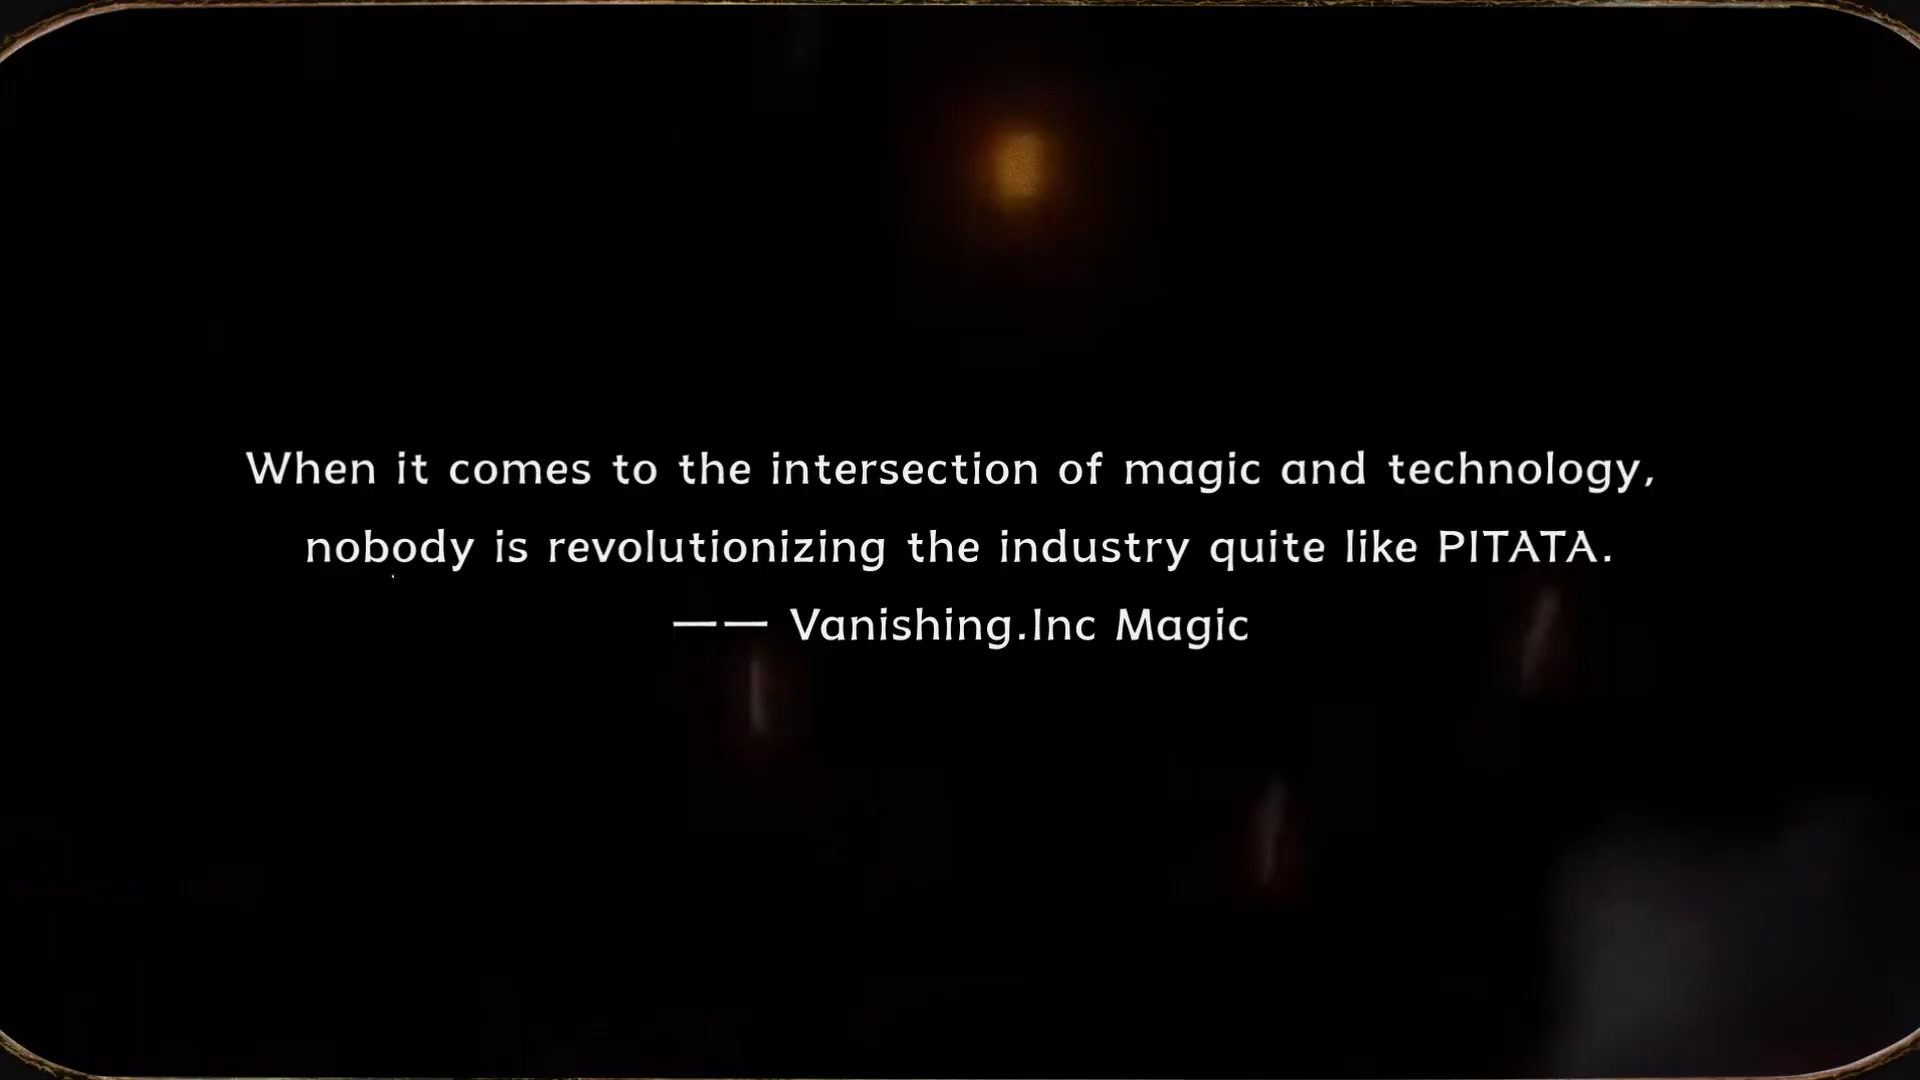 When it comes to the intersection of magic and technology,
nobody is revolutionizing the industry quite like PITATA.
—— Vanishing.Inc Magic